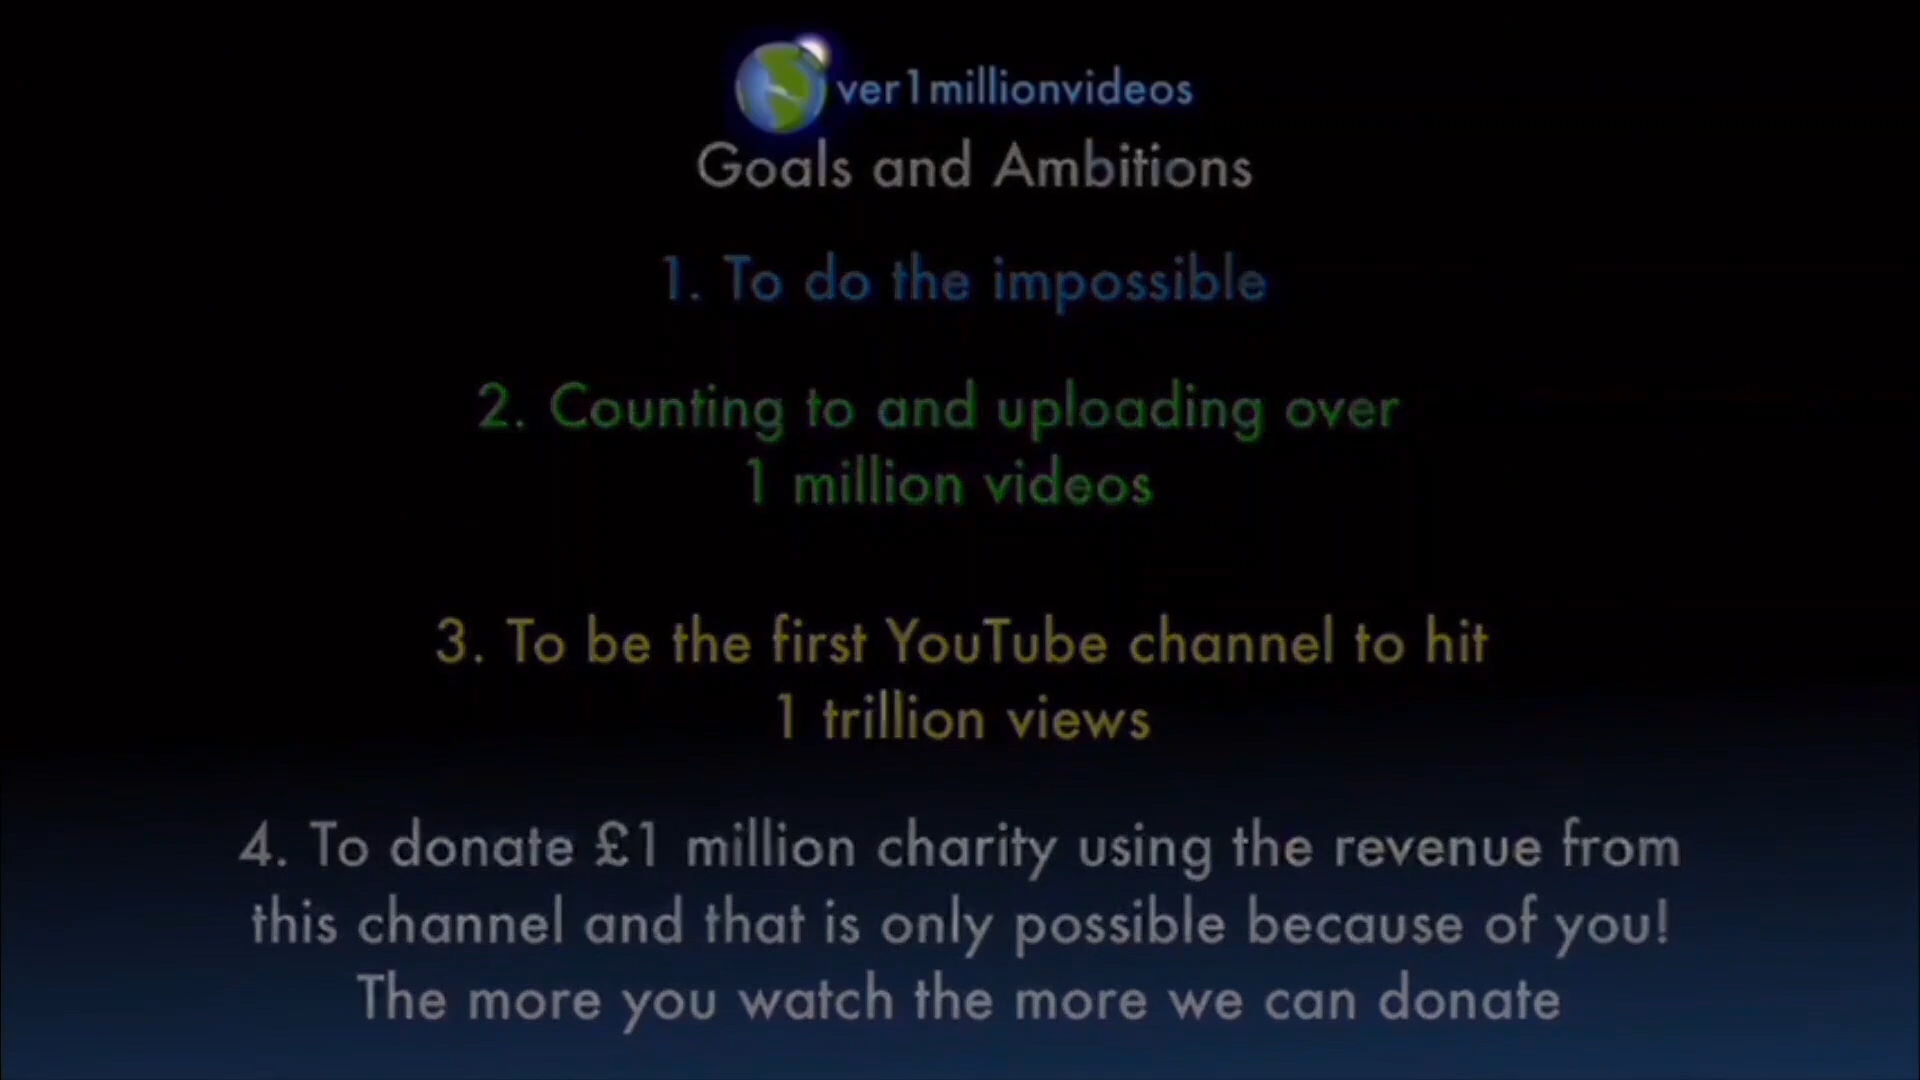 ver1millionvideos
Goals and Ambitions
1. To do the impossible
2. Counting to and uploading over
1 million videos
3. To be the first YouTube channel to hit
1 trillion views
4. To donate £1 million charity using the revenue from
this channel and that is only possible because of you!
The more you watch the more we can donate